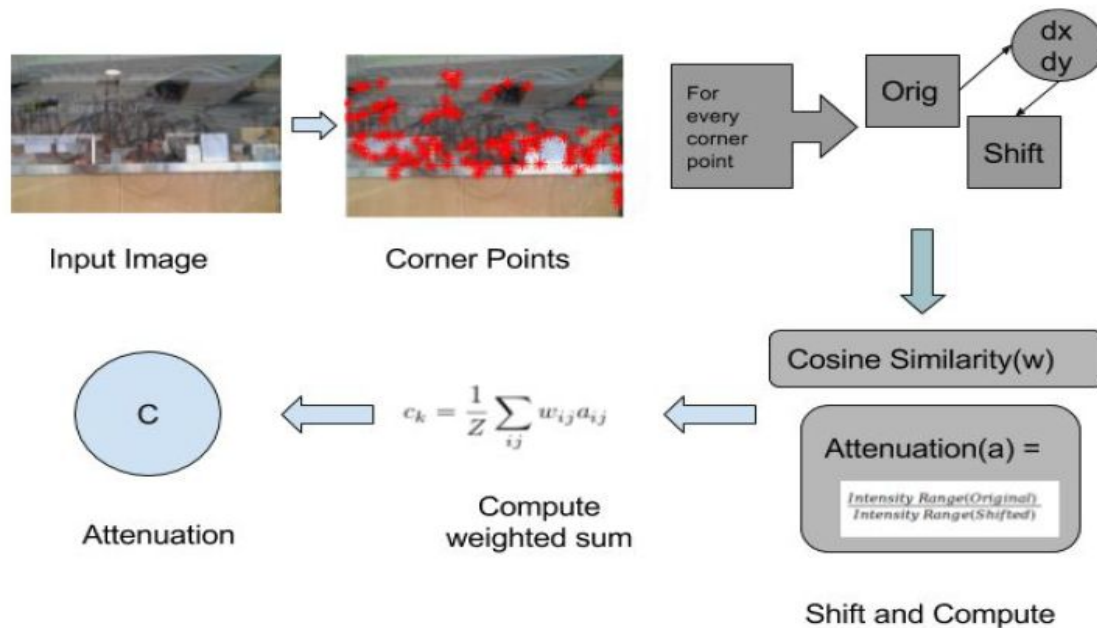 Input Image
Corner Points
For
every
corner
point
Orig
dx
dy
Shift
Cosine Similarity(w)
Attenuation(a) =
Intensity Range(Original)
Intensity Range(Shifted)
Shift and Compute
c_k = \frac{1}{Z} \sum_{ij} w_{ij} a_{ij}
Compute
weighted sum
C
Attenuation